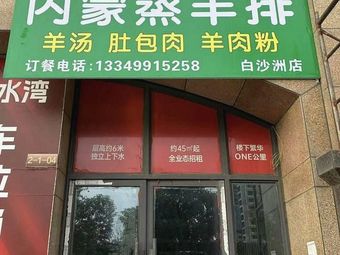 内蒙蒸羊排
羊汤 肚包肉 羊肉粉
订餐电话:13349915258 白沙洲店
水湾
车位
2-1-04
层高约6米
独立上下水
约45㎡起
全业态招租
楼下繁华
ONE公里